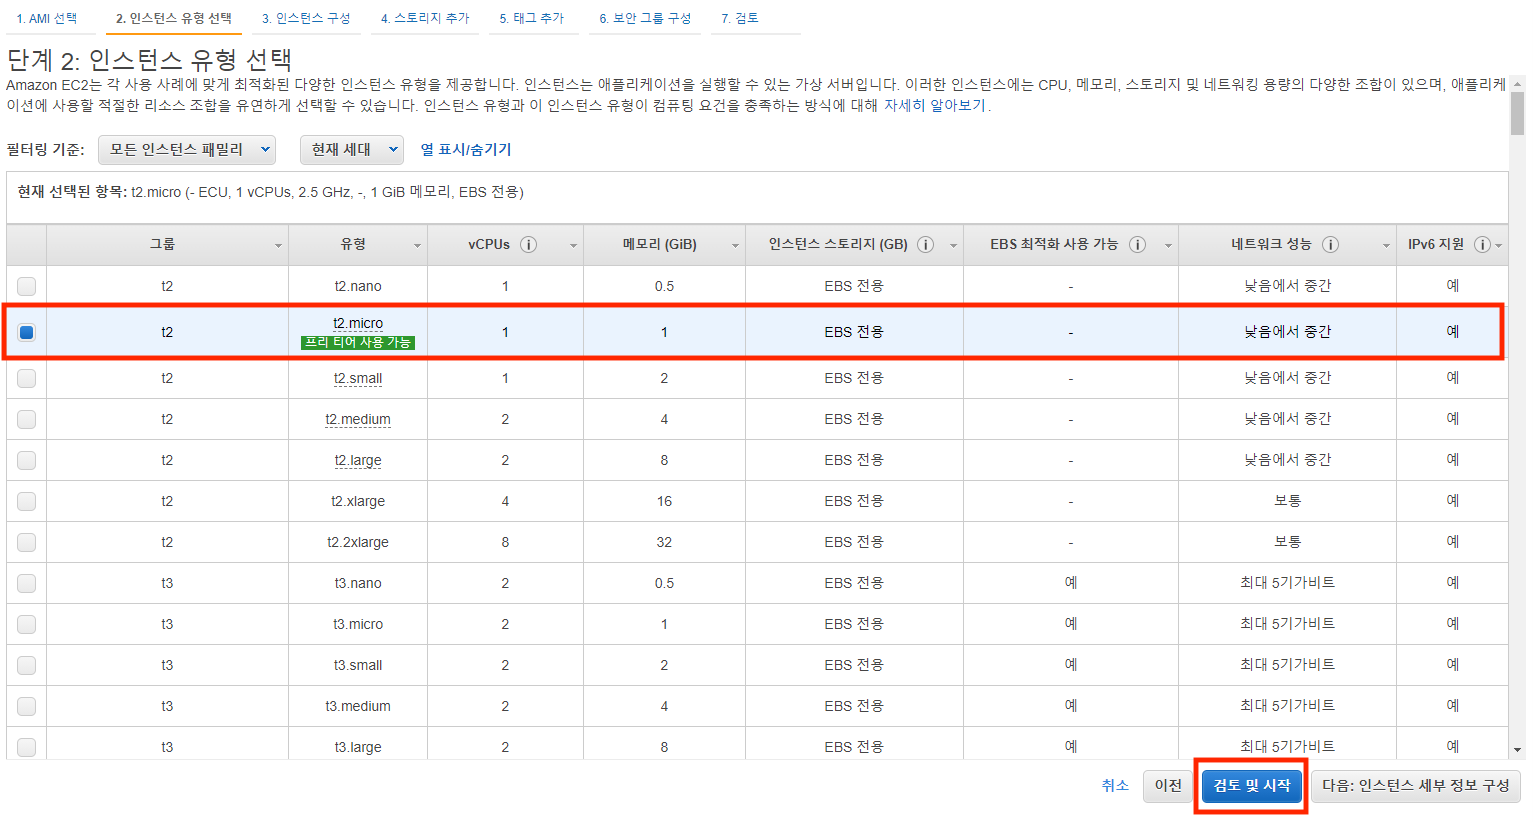 1. AMI 선택 2. 인스턴스 유형 선택 3. 인스턴스 구성 4. 스토리지 추가 5. 태그 추가 6. 보안 그룹 구성 7. 검토
단계 2: 인스턴스 유형 선택
Amazon EC2는 각 사용 사례에 맞게 최적화된 다양한 인스턴스 유형을 제공합니다. 인스턴스는 애플리케이션을 실행할 수 있는 가상 서버입니다. 이러한 인스턴스에는 CPU, 메모리, 스토리지 및 네트워킹 용량의 다양한 조합이 있으며, 애플리케
이션에 사용할 적절한 리소스 조합을 유연하게 선택할 수 있습니다. 인스턴스 유형과 이 인스턴스 유형이 컴퓨팅 요건을 충족하는 방식에 대해 자세히 알아보기.
필터링 기준: 모든 인스턴스 패밀리 현재 세대 열 표시/숨기기
현재 선택된 항목: t2.micro (- ECU, 1 vCPUs, 2.5 GHz, -, 1 GiB 메모리, EBS 전용)
그룹 유형 vCPUs 메모리 (GiB) 인스턴스 스토리지 (GB) EBS 최적화 사용 가능 네트워크 성능 IPv6 지원
t2 t2.nano 1 0.5 EBS 전용 - 낮음에서 중간 예
t2 t2.micro 1 1 EBS 전용 - 낮음에서 중간 예
프리 티어 사용 가능
t2 t2.small 1 2 EBS 전용 - 낮음에서 중간 예
t2 t2.medium 2 4 EBS 전용 - 낮음에서 중간 예
t2 t2.large 2 8 EBS 전용 - 낮음에서 중간 예
t2 t2.xlarge 4 16 EBS 전용 - 보통 예
t2 t2.2xlarge 8 32 EBS 전용 - 보통 예
t3 t3.nano 2 0.5 EBS 전용 예 최대 5기가비트 예
t3 t3.micro 2 1 EBS 전용 예 최대 5기가비트 예
t3 t3.small 2 2 EBS 전용 예 최대 5기가비트 예
t3 t3.medium 2 4 EBS 전용 예 최대 5기가비트 예
t3 t3.large 2 8 EBS 전용 예 최대 5기가비트 예
취소 이전 검토 및 시작 다음: 인스턴스 세부 정보 구성